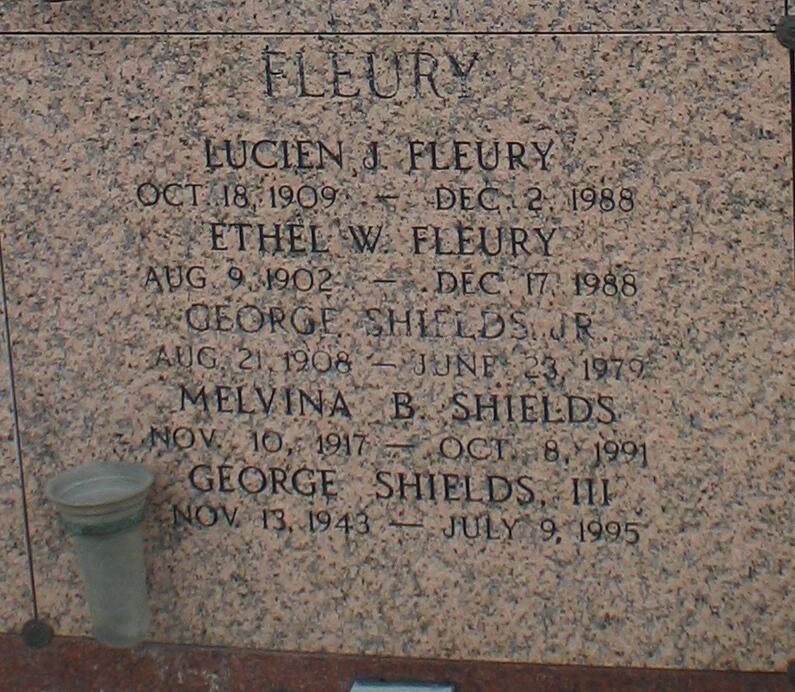 FLEURY
LUCIEN J. FLEURY
OCT. 18, 1909 — DEC. 2, 1988
ETHEL W. FLEURY
AUG. 9, 1902 — DEC. 17, 1988
GEORGE SHIELDS, JR.
AUG. 21, 1908 — JUNE 23, 1979
MELVINA B. SHIELDS
NOV. 10, 1917 — OCT. 8, 1991
GEORGE SHIELDS, III
NOV. 13, 1943 — JULY 9, 1995